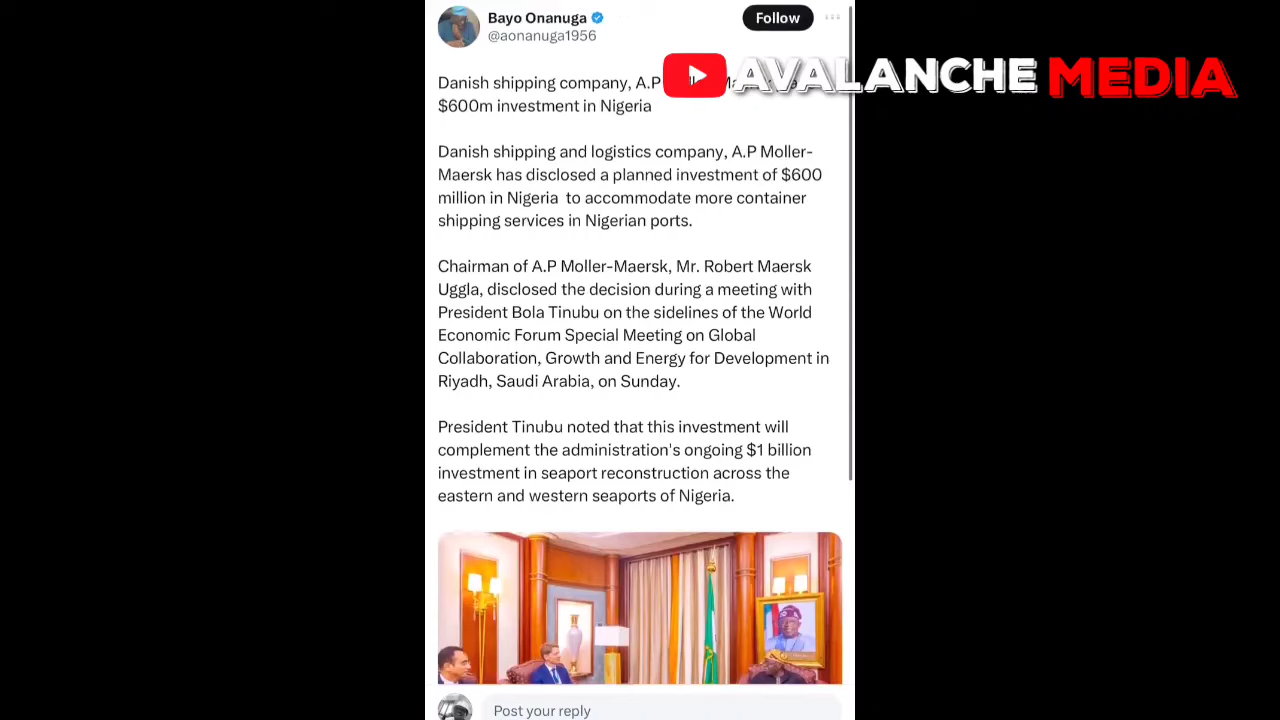 Bayo Onanuga
@aonanuga1956
Follow
AVALANCHE MEDIA
Danish shipping company, A.P
$600m investment in Nigeria
Danish shipping and logistics company, A.P Moller-
Maersk has disclosed a planned investment of $600
million in Nigeria to accommodate more container
shipping services in Nigerian ports.
Chairman of A.P Moller-Maersk, Mr. Robert Maersk
Uggla, disclosed the decision during a meeting with
President Bola Tinubu on the sidelines of the World
Economic Forum Special Meeting on Global
Collaboration, Growth and Energy for Development in
Riyadh, Saudi Arabia, on Sunday.
President Tinubu noted that this investment will
complement the administration's ongoing $1 billion
investment in seaport reconstruction across the
eastern and western seaports of Nigeria.
Post your reply